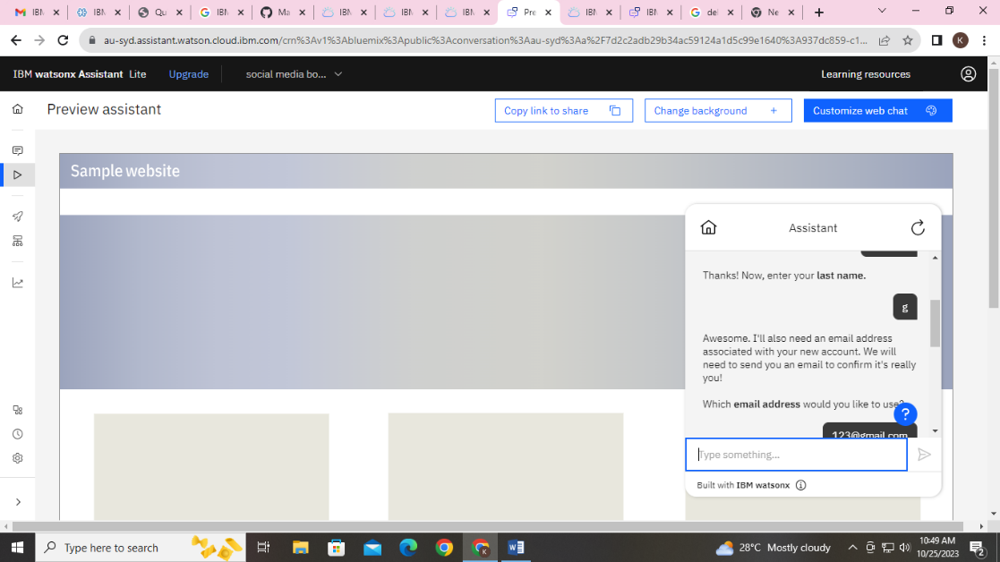 IBM
IBM
Qu
IBM
Ma
IBM
IBM
IBM
Pre
IBM
IBM
del
Ne
au-syd.assistant.watson.cloud.ibm.com/crn%3Av1%3Abluemix%3Apublic%3Aconversation%3Aau-syd%3Aa%2F7d2c2adb29b34ac59124a1d5c99e1640%3A937dc859-c1...
K
IBM watsonx Assistant Lite
Upgrade
social media bo...
Learning resources
Preview assistant
Copy link to share
Change background +
Customize web chat
Sample website
Assistant
Thanks! Now, enter your last name.
g
Awesome. I'll also need an email address
associated with your new account. We will
need to send you an email to confirm it's really
you!
Which email address would you like to use?
?
123@gmail.com
Type something...
Built with IBM watsonx
Type here to search
28°C Mostly cloudy
10:49 AM
10/25/2023
2